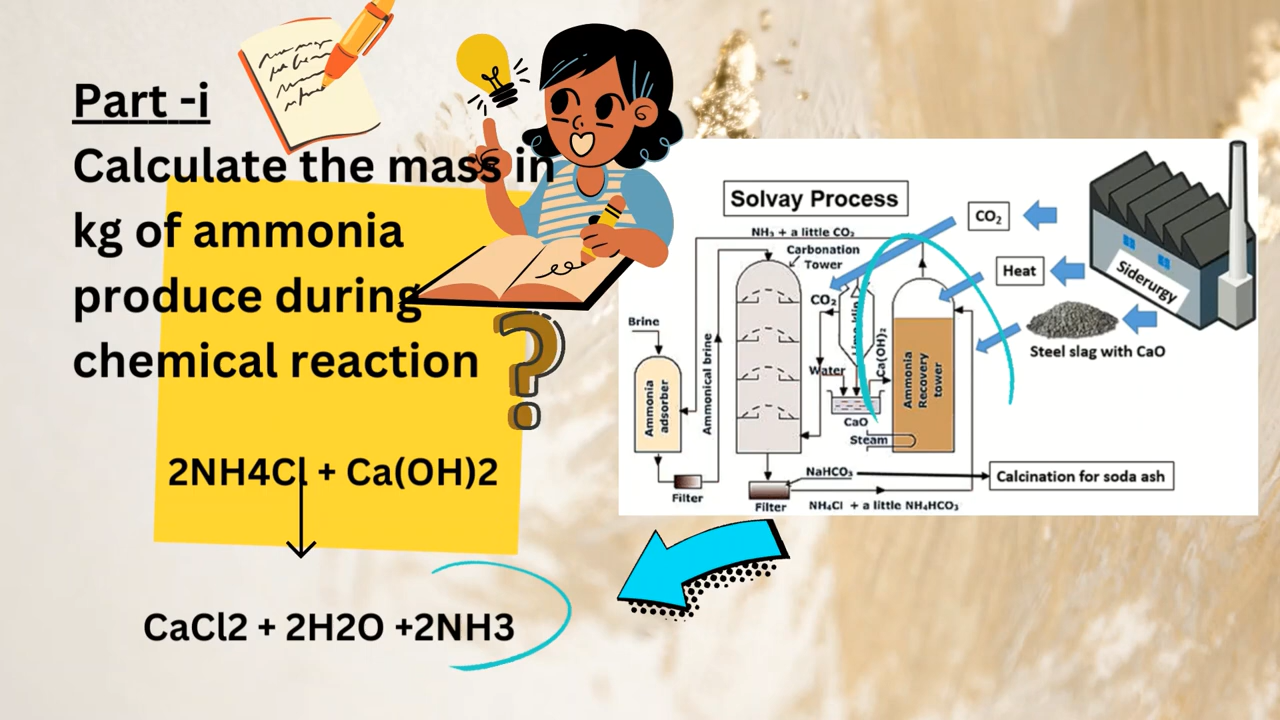 Part -i
Calculate the mass in
kg of ammonia
produce during
chemical reaction
2NH4Cl + Ca(OH)2
CaCl2 + 2H2O +2NH3
Solvay Process
NH₃ + a little CO₂
Carbonation
Tower
CO₂
Heat
Siderurgy
Steel slag with CaO
CO₂
Brine
Ammonia
adsorber
Ammonical brine
Water
Ca(OH)₂
Ammonia
Recovery
tower
CaO
Steam
Filter
NaHCO₃
Calcination for soda ash
Filter
NH₄Cl + a little NH₄HCO₃